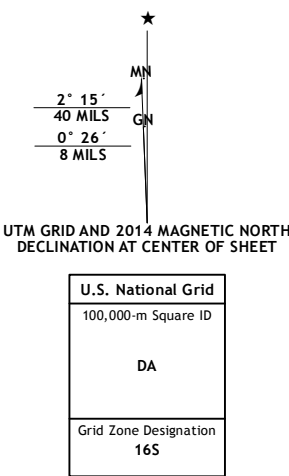 ★
MN
GN
2° 15´
40 MILS
0° 26´
8 MILS
UTM GRID AND 2014 MAGNETIC NORTH
DECLINATION AT CENTER OF SHEET
U.S. National Grid
100,000-m Square ID
DA
Grid Zone Designation
16S